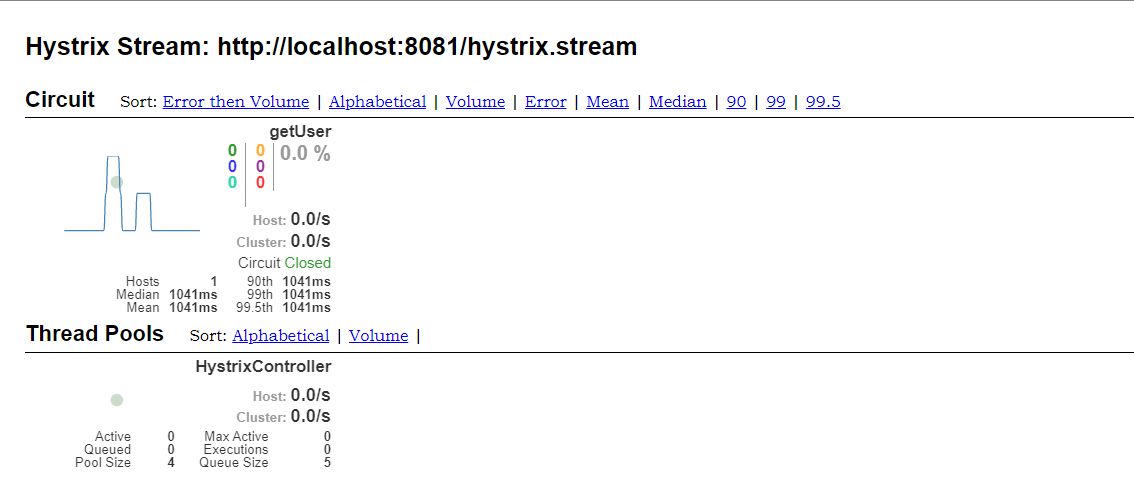 Hystrix Stream: http://localhost:8081/hystrix.stream
Circuit Sort: Error then Volume | Alphabetical | Volume | Error | Mean | Median | 90 | 99 | 99.5
getUser
0 0 0.0 %
0 0
0 0
Host: 0.0/s
Cluster: 0.0/s
Circuit Closed
Hosts 1 90th 1041ms
Median 1041ms 99th 1041ms
Mean 1041ms 99.5th 1041ms
Thread Pools Sort: Alphabetical | Volume |
HystrixController
Host: 0.0/s
Cluster: 0.0/s
Active 0 Max Active 0
Queued 0 Executions 0
Pool Size 4 Queue Size 5